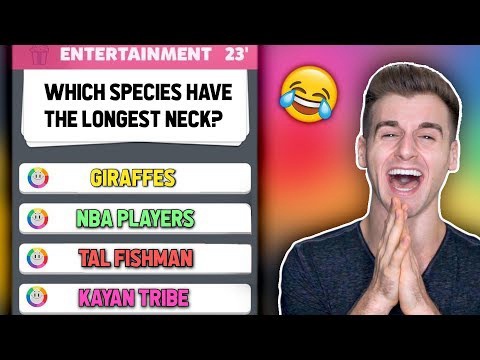 ENTERTAINMENT 23'
WHICH SPECIES HAVE
THE LONGEST NECK?
GIRAFFES
NBA PLAYERS
TAL FISHMAN
KAYAN TRIBE